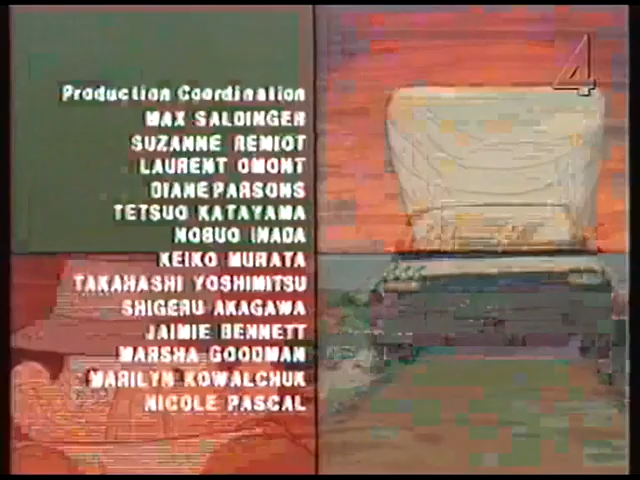 Production Coordination
MAX SALDINGER
SUZANNE REMIOT
LAURENT OMONT
DIANE PARSONS
TETSUO KATAYAMA
NOBUO INADA
KEIKO MURATA
TAKAHASHI YOSHIMITSU
SHIGERU AKAGAWA
JAIMIE BENNETT
MARSHA GOODMAN
MARILYN KOWALCHUK
NICOLE PASCAL
4